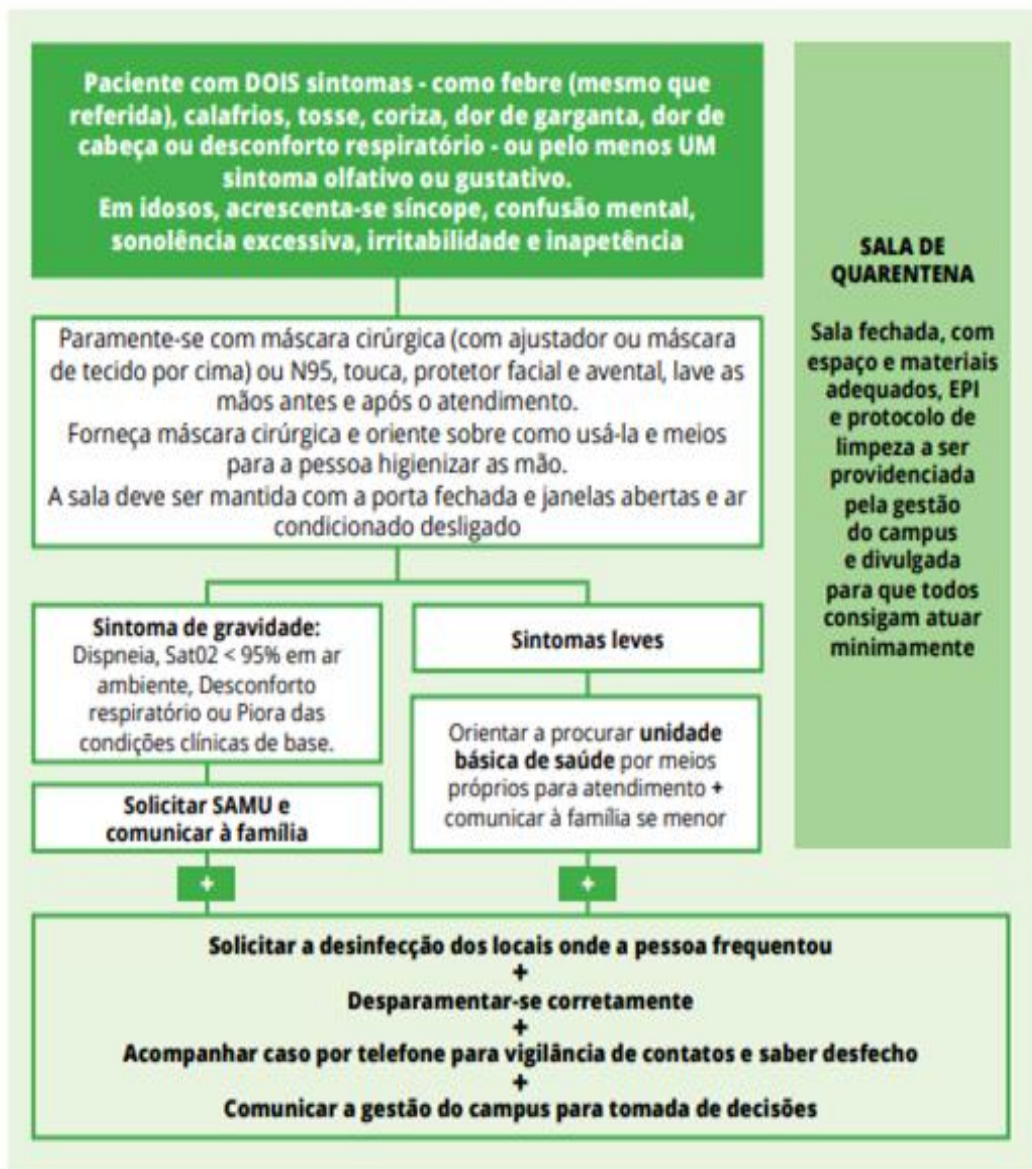 Paciente com DOIS sintomas - como febre (mesmo que
referida), calafrios, tosse, coriza, dor de garganta, dor de
cabeça ou desconforto respiratório - ou pelo menos UM
sintoma olfativo ou gustativo.
Em idosos, acrescenta-se síncope, confusão mental,
sonolência excessiva, irritabilidade e inapetência
Paramente-se com máscara cirúrgica (com ajustador ou máscara
de tecido por cima) ou N95, touca, protetor facial e avental, lave as
mãos antes e após o atendimento.
Forneça máscara cirúrgica e oriente sobre como usá-la e meios
para a pessoa higienizar as mão.
A sala deve ser mantida com a porta fechada e janelas abertas e ar
condicionado desligado
Sintoma de gravidade:
Dispneia, Sat02 < 95% em ar
ambiente, Desconforto
respiratório ou Piora das
condições clínicas de base.
Solicitar SAMU e
comunicar à família
+
Sintomas leves
Orientar a procurar unidade
básica de saúde por meios
próprios para atendimento +
comunicar à família se menor
+
Solicitar a desinfecção dos locais onde a pessoa frequentou
+
Desparamentar-se corretamente
+
Acompanhar caso por telefone para vigilância de contatos e saber desfecho
+
Comunicar a gestão do campus para tomada de decisões
SALA DE
QUARENTENA
Sala fechada, com
espaço e materiais
adequados, EPI
e protocolo de
limpeza a ser
providenciada
pela gestão
do campus
e divulgada
para que todos
consigam atuar
minimamente